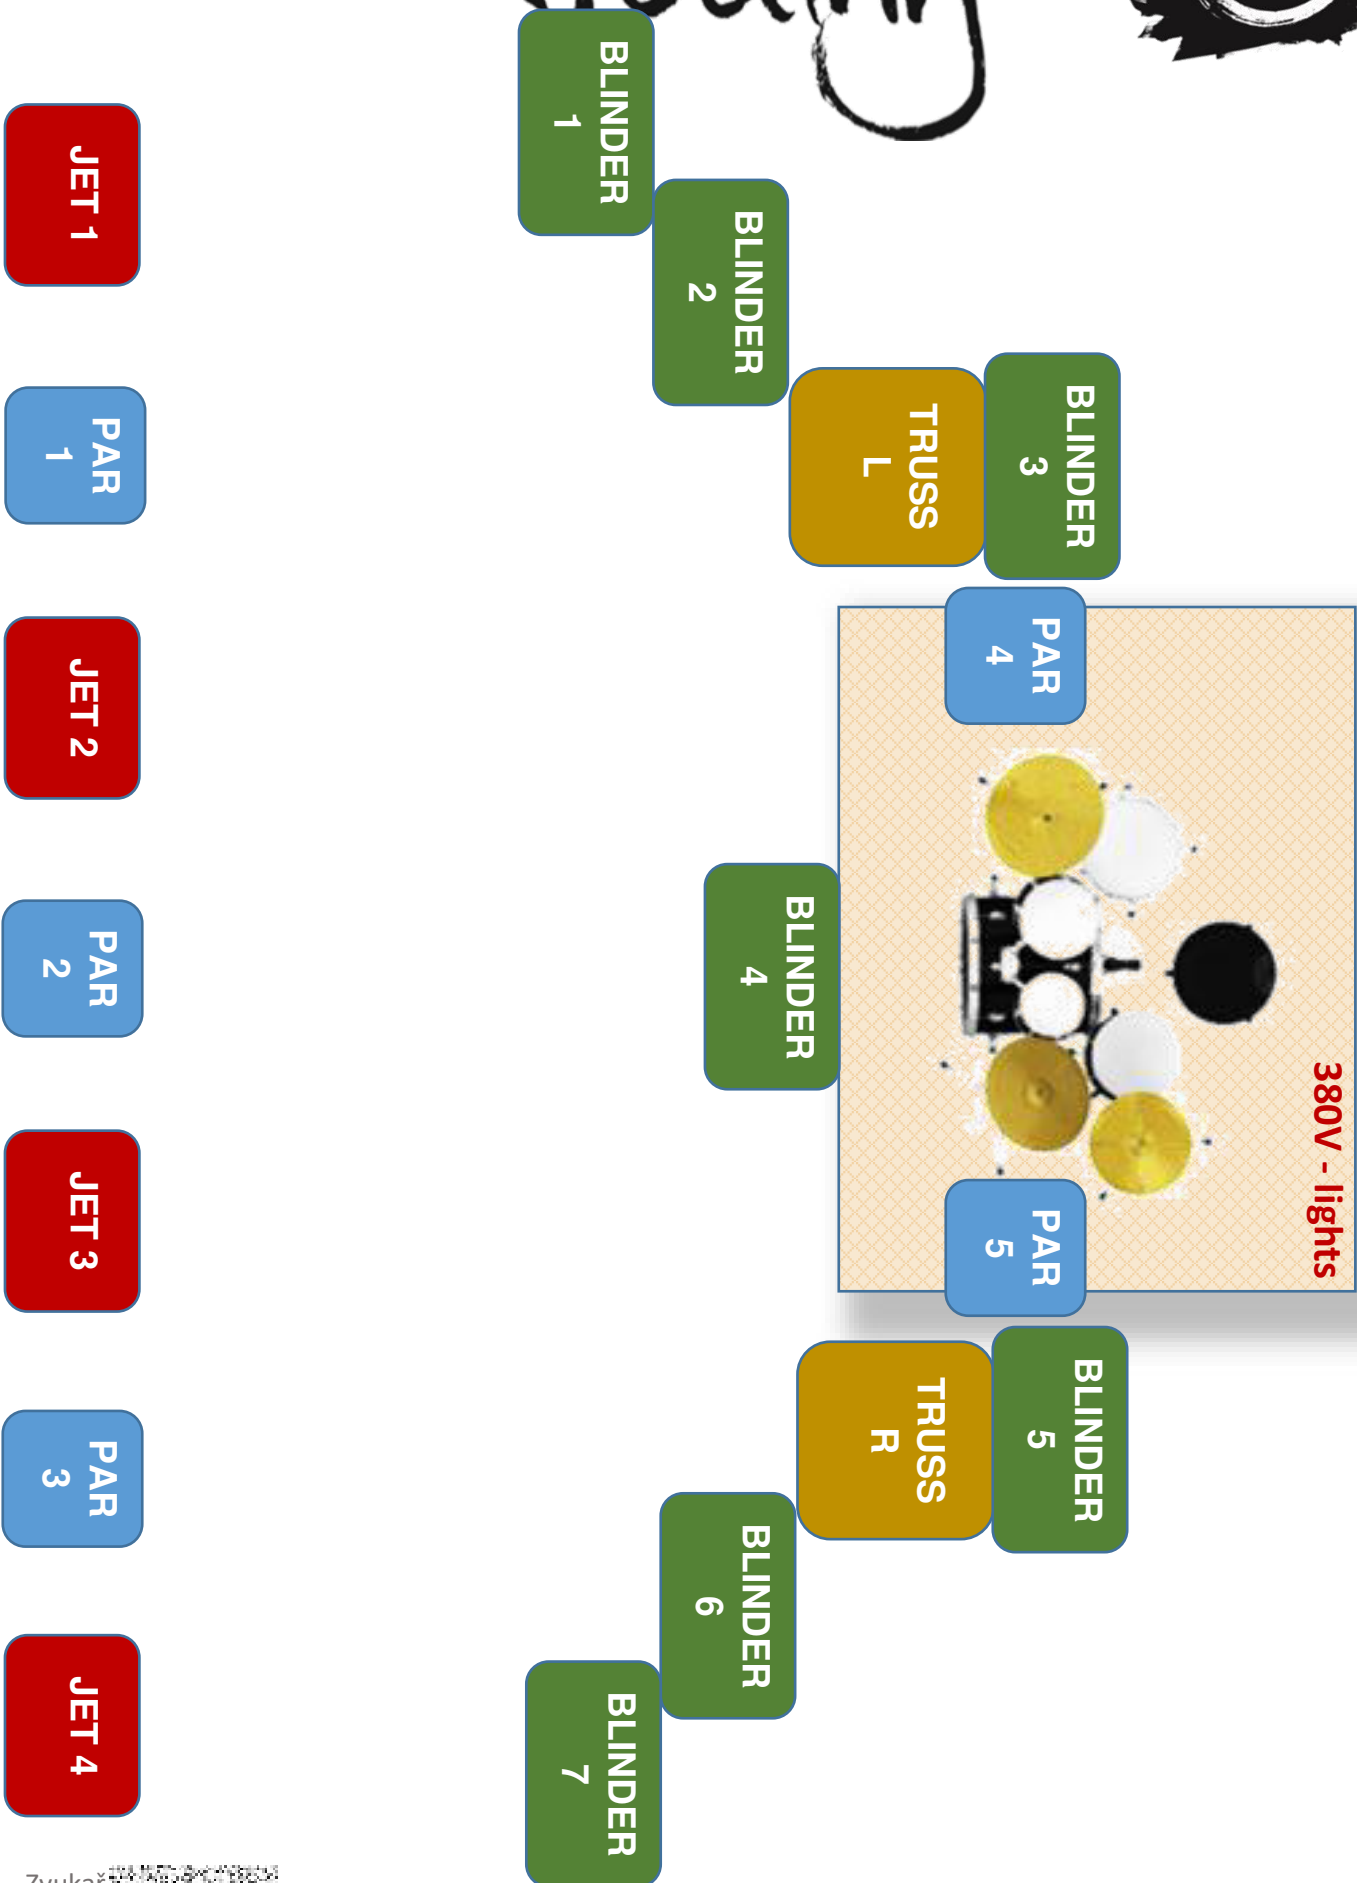 BLINDER
1
BLINDER
2
BLINDER
3
TRUSS
L
PAR
4
BLINDER
4
380V - lights
PAR
5
BLINDER
5
TRUSS
R
BLINDER
6
BLINDER
7
JET 1
PAR
1
JET 2
PAR
2
JET 3
PAR
3
JET 4
Zvukař